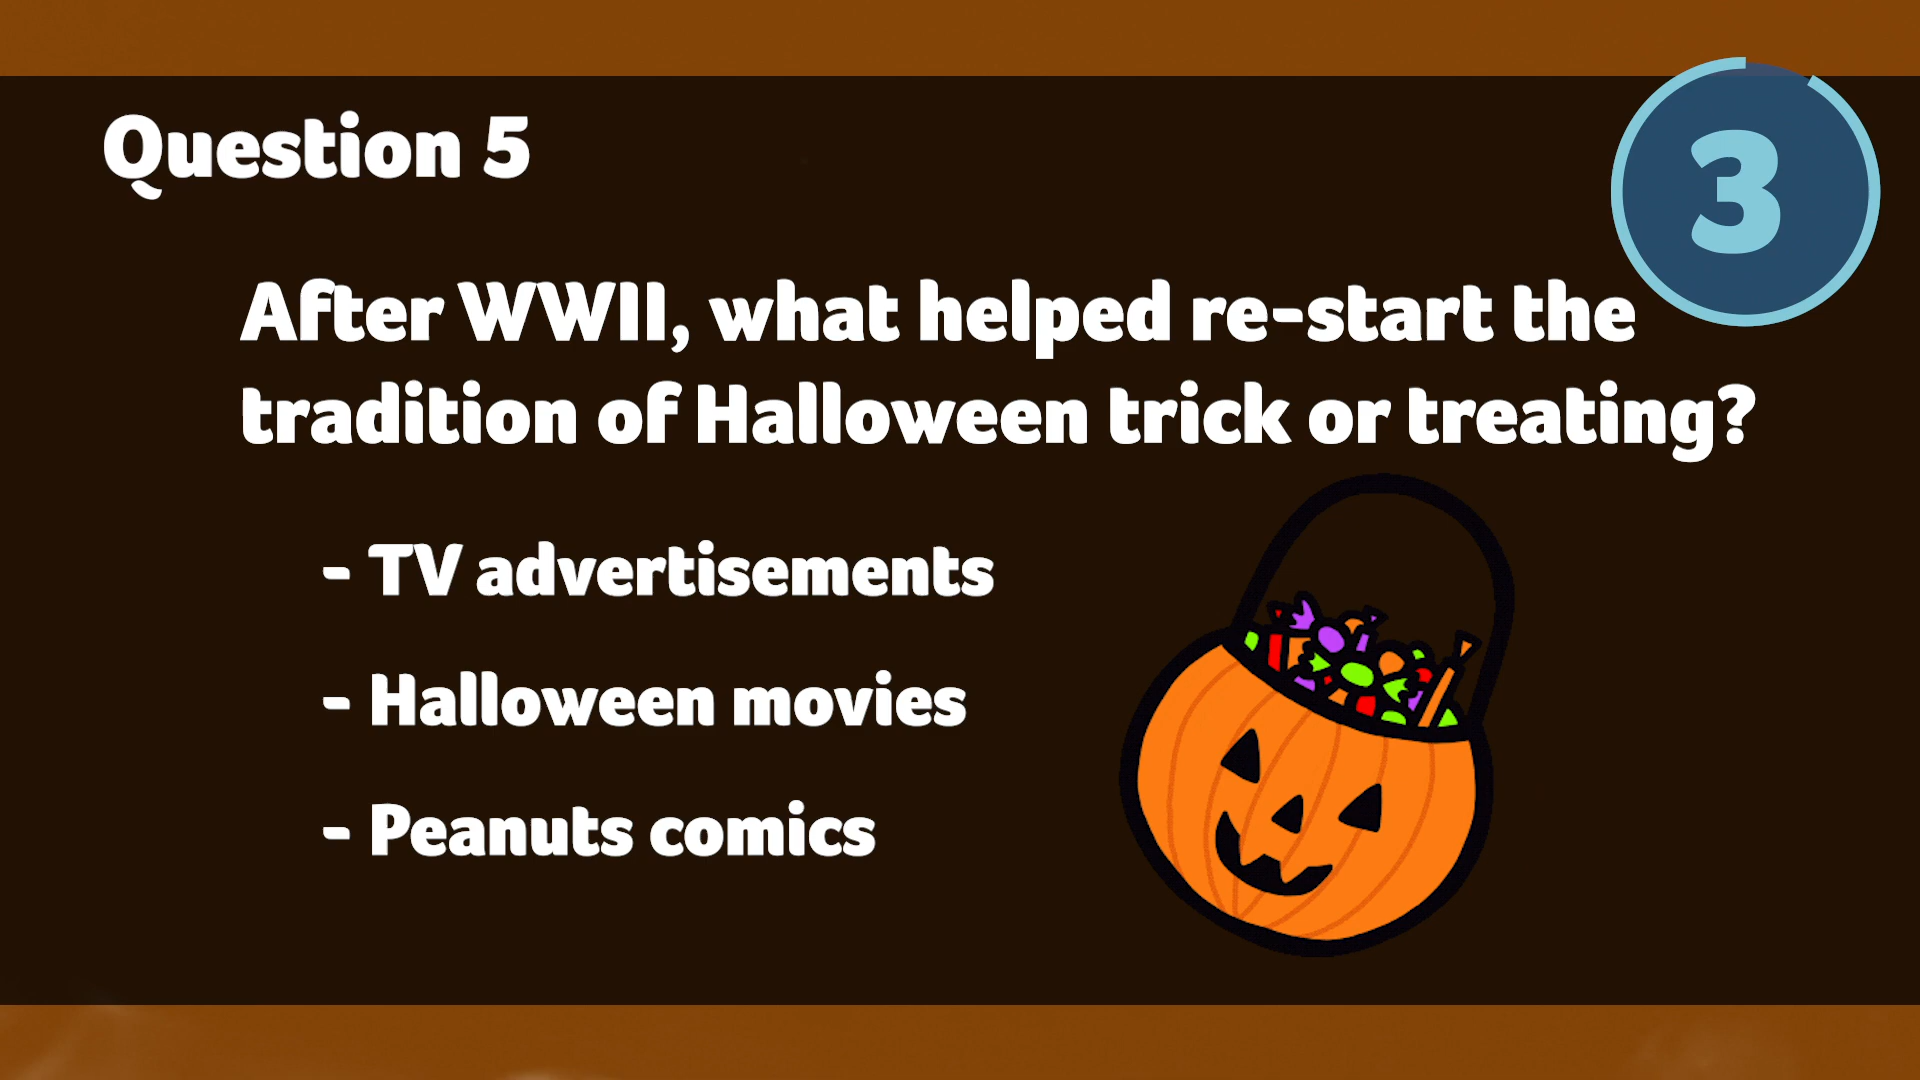 Question 5
3
After WWII, what helped re-start the
tradition of Halloween trick or treating?
- TV advertisements
- Halloween movies
- Peanuts comics